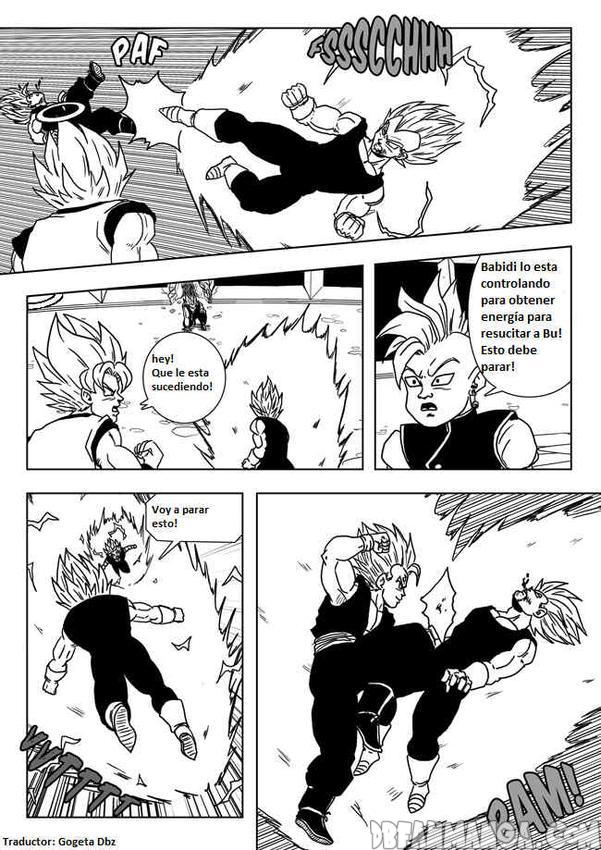 PAF
FSSSCCHHH
hey!
Que le esta
sucediendo!
Babidi lo esta
controlando
para obtener
energía para
resucitar a Bu!
Esto debe
parar!
Voy a parar
esto!
VVTTTT
BAM!
Traductor: Gogeta Dbz
DBFANMANGA.COM